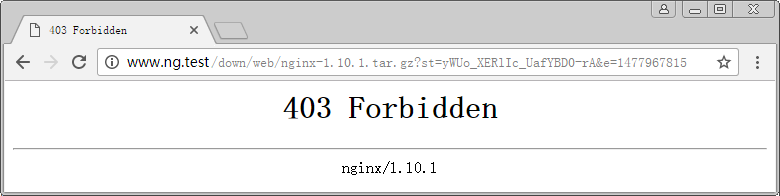 403 Forbidden
www.ng.test/down/web/nginx-1.10.1.tar.gz?st=yWUo_XERlIc_UafYBD0-rA&e=1477967815
403 Forbidden
nginx/1.10.1